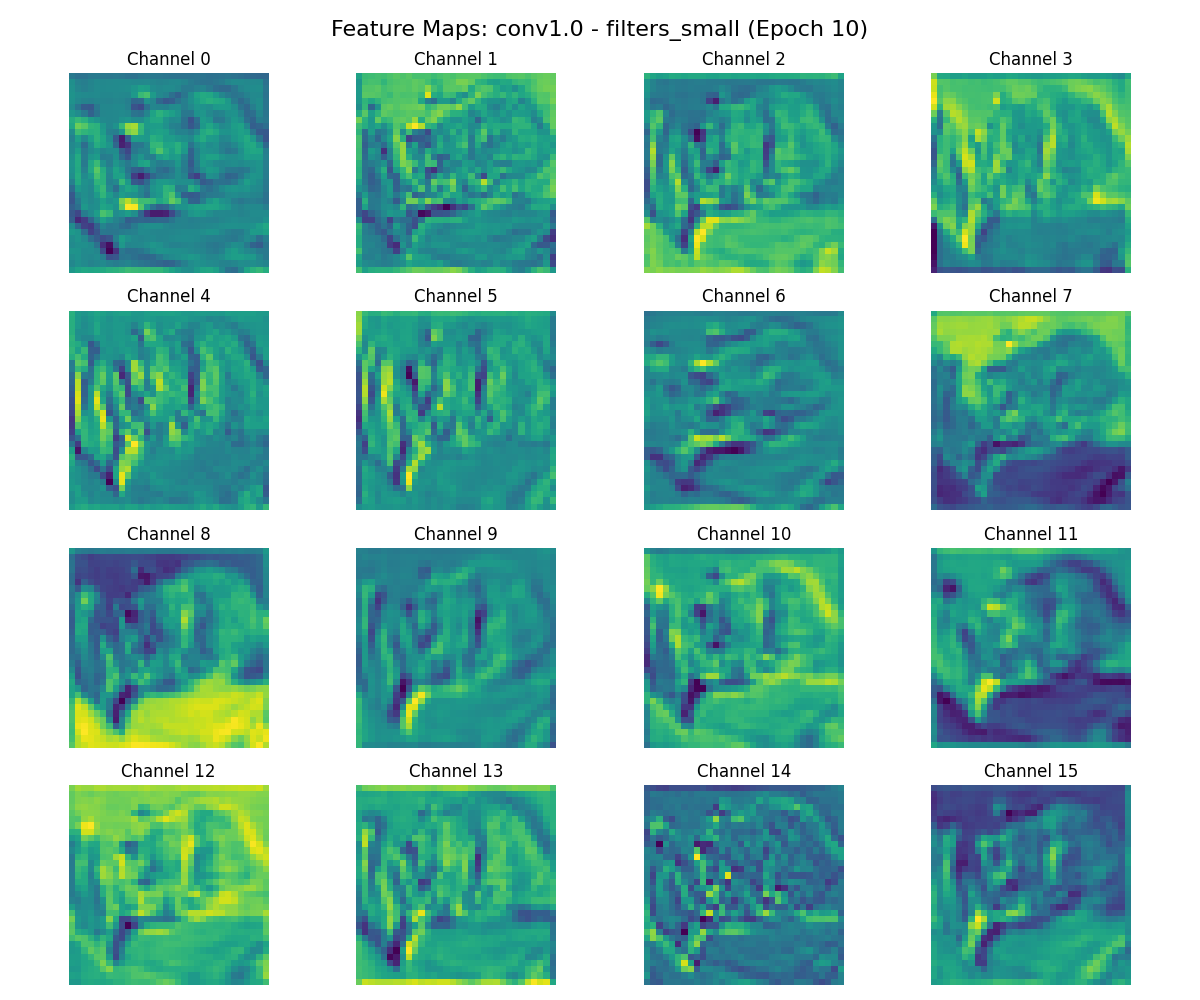 Feature Maps: conv1.0 - filters_small (Epoch 10)
Channel 0 Channel 1 Channel 2 Channel 3
Channel 4 Channel 5 Channel 6 Channel 7
Channel 8 Channel 9 Channel 10 Channel 11
Channel 12 Channel 13 Channel 14 Channel 15